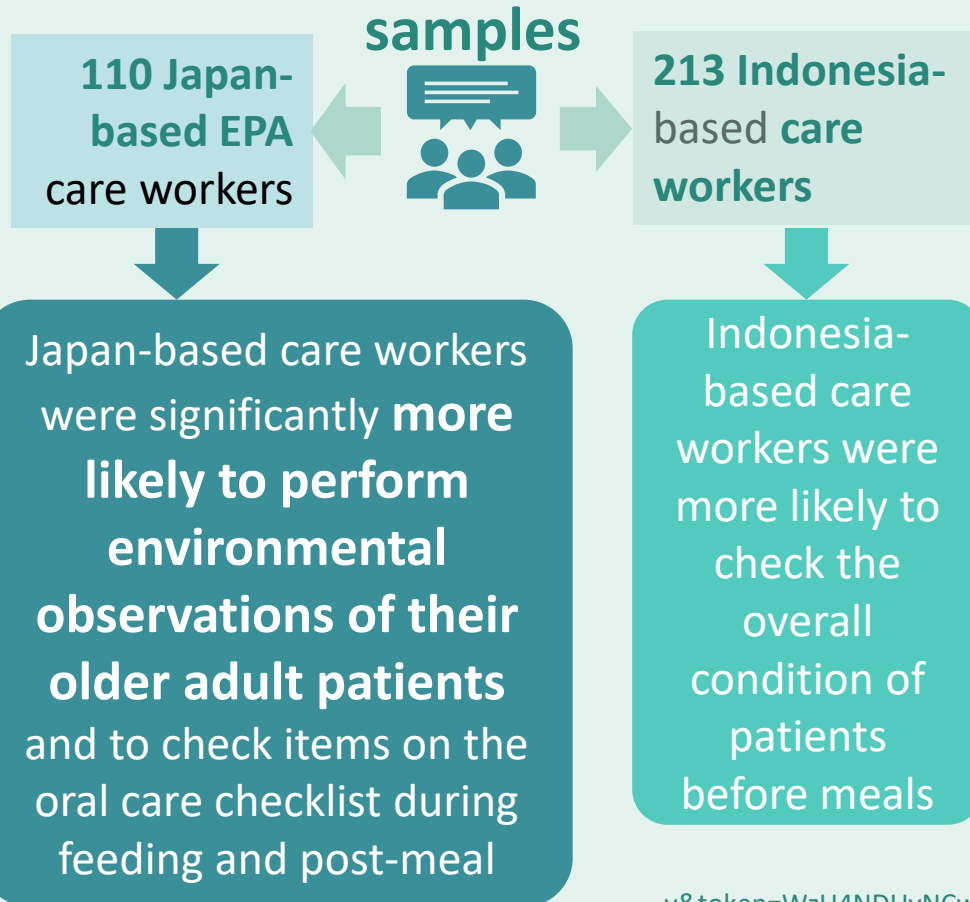 samples
110 Japan-
based EPA
care workers
213 Indonesia-
based care
workers
Japan-based care workers
were significantly more
likely to perform
environmental
observations of their
older adult patients
and to check items on the
oral care checklist during
feeding and post-meal
Indonesia-
based care
workers were
more likely to
check the
overall
condition of
patients
before meals